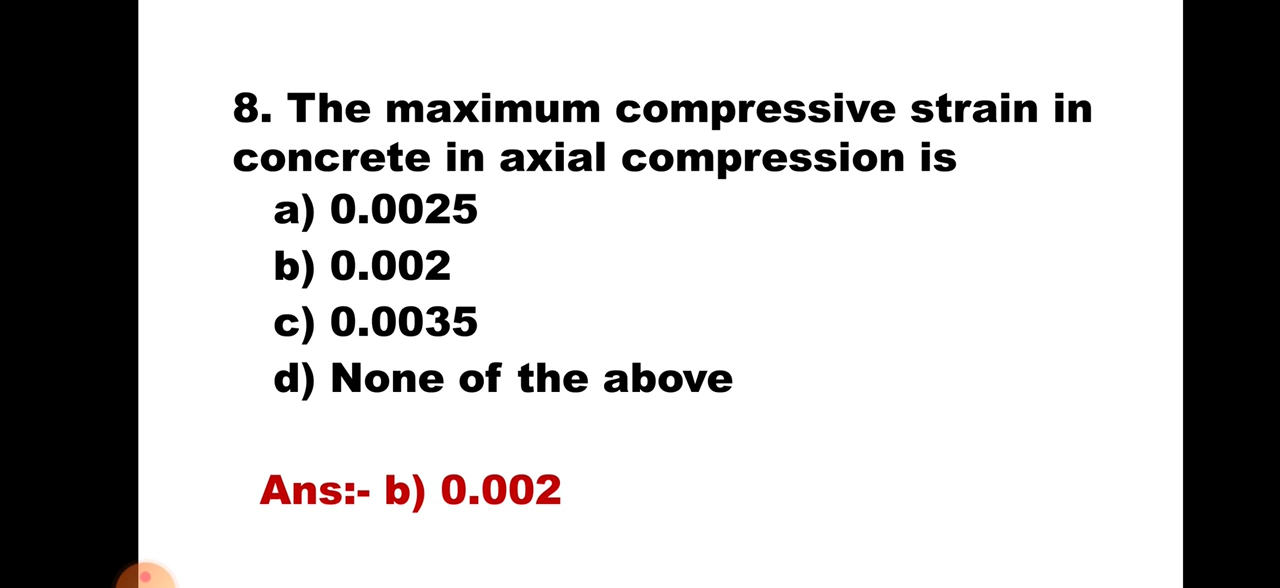 8. The maximum compressive strain in
concrete in axial compression is
a) 0.0025
b) 0.002
c) 0.0035
d) None of the above
Ans:- b) 0.002